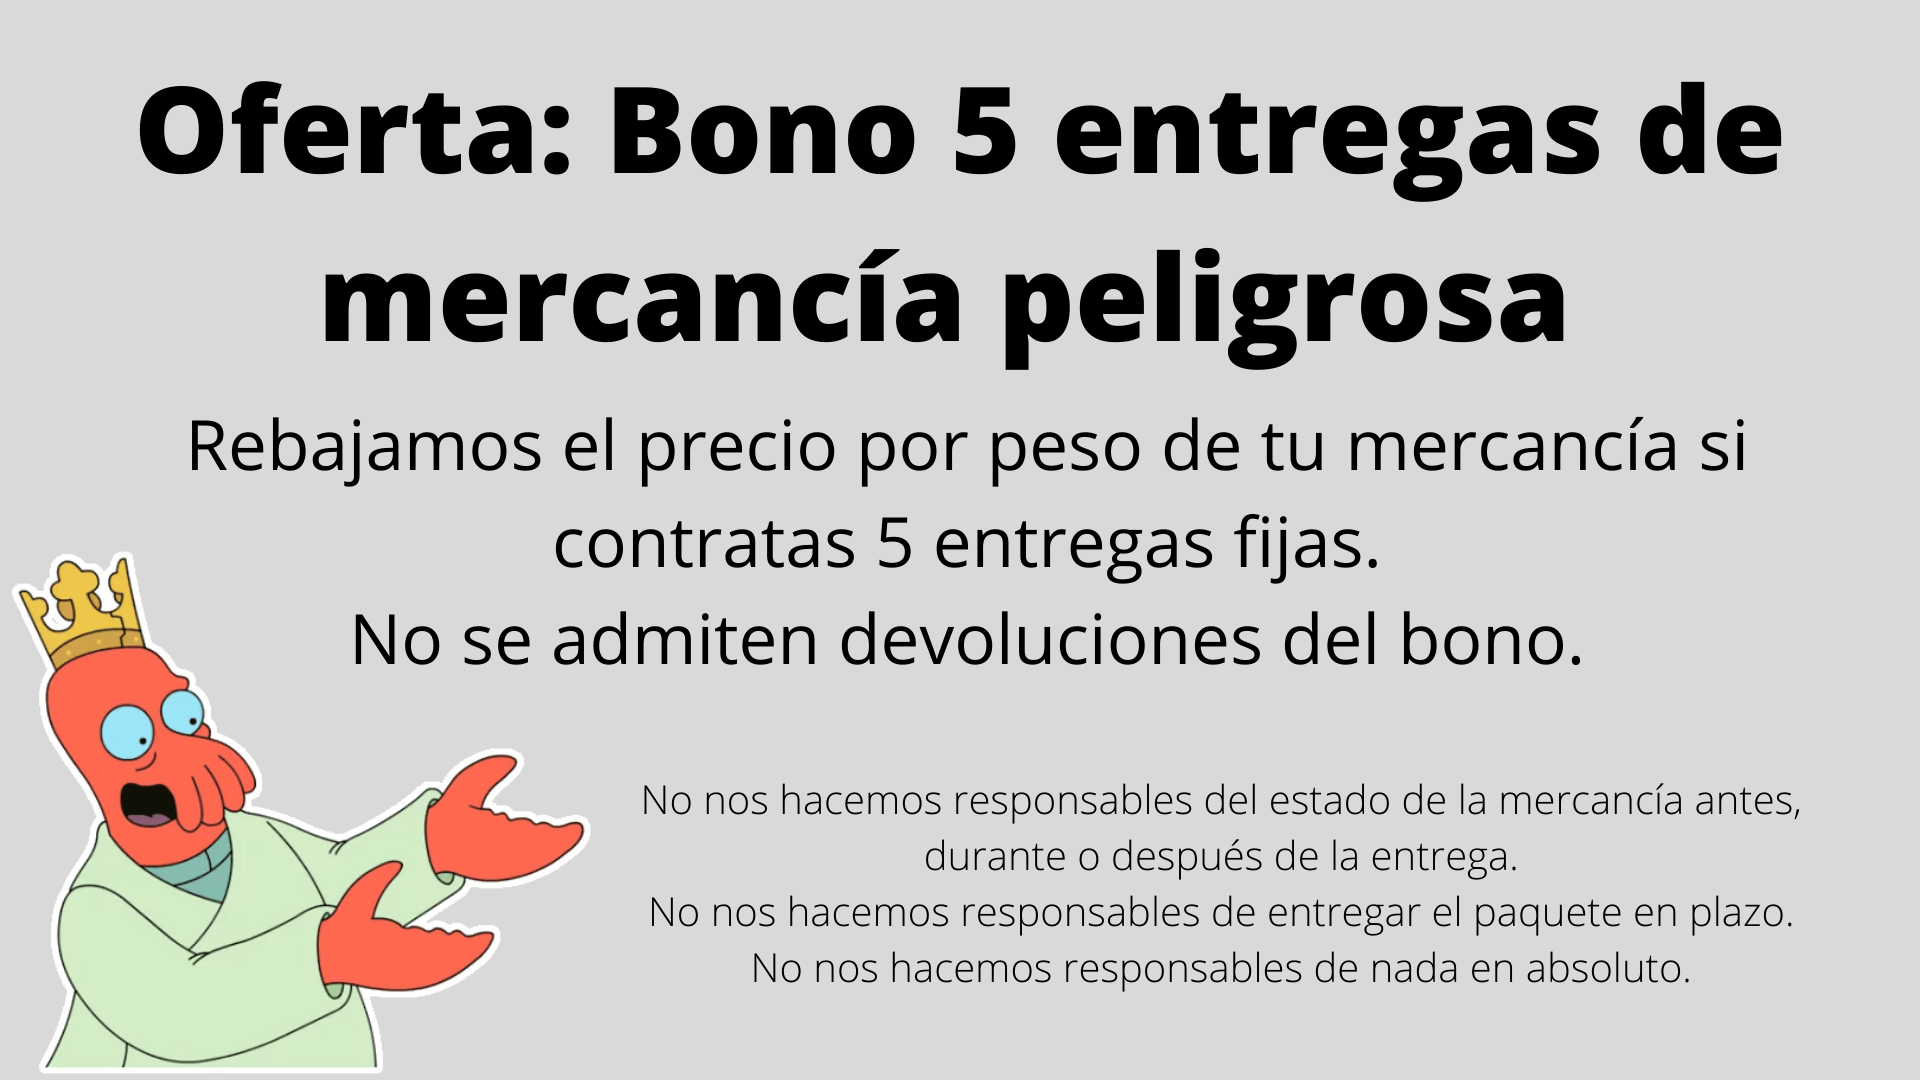 Oferta: Bono 5 entregas de
mercancía peligrosa
Rebajamos el precio por peso de tu mercancía si
contratas 5 entregas fijas.
No se admiten devoluciones del bono.
No nos hacemos responsables del estado de la mercancía antes,
durante o después de la entrega.
No nos hacemos responsables de entregar el paquete en plazo.
No nos hacemos responsables de nada en absoluto.